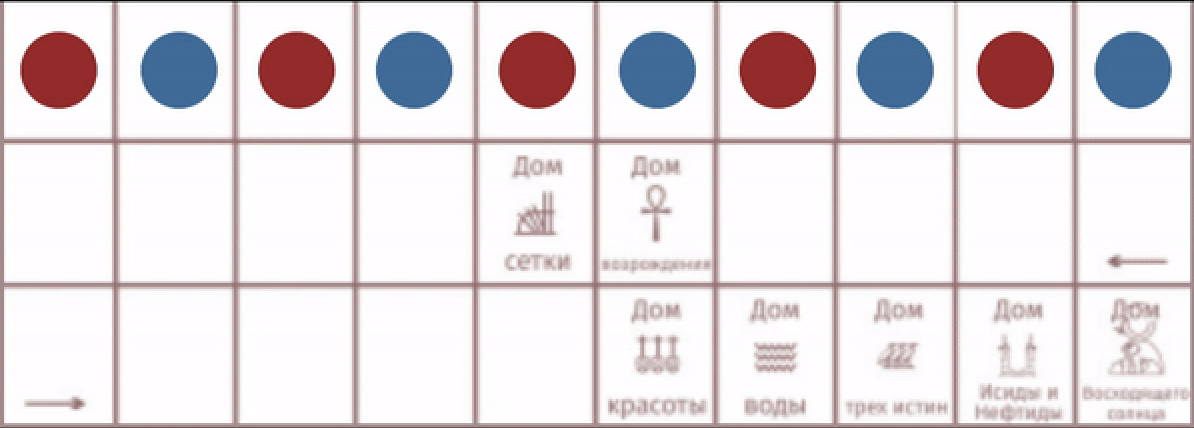 Дом
сетки
Дом
возрождения
Дом
красоты
Дом
воды
Дом
трех истин
Дом
Исиды и
Нефтиды
Дом
Восходящего
солнца